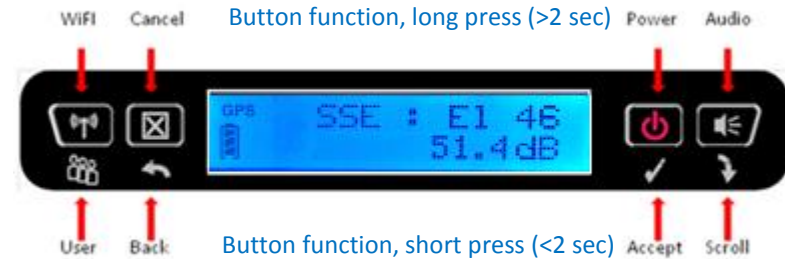 WiFI Cancel Button function, long press (>2 sec) Power Audio
GPS SSE : El 46
51.4dB
User Back Button function, short press (<2 sec) Accept Scroll